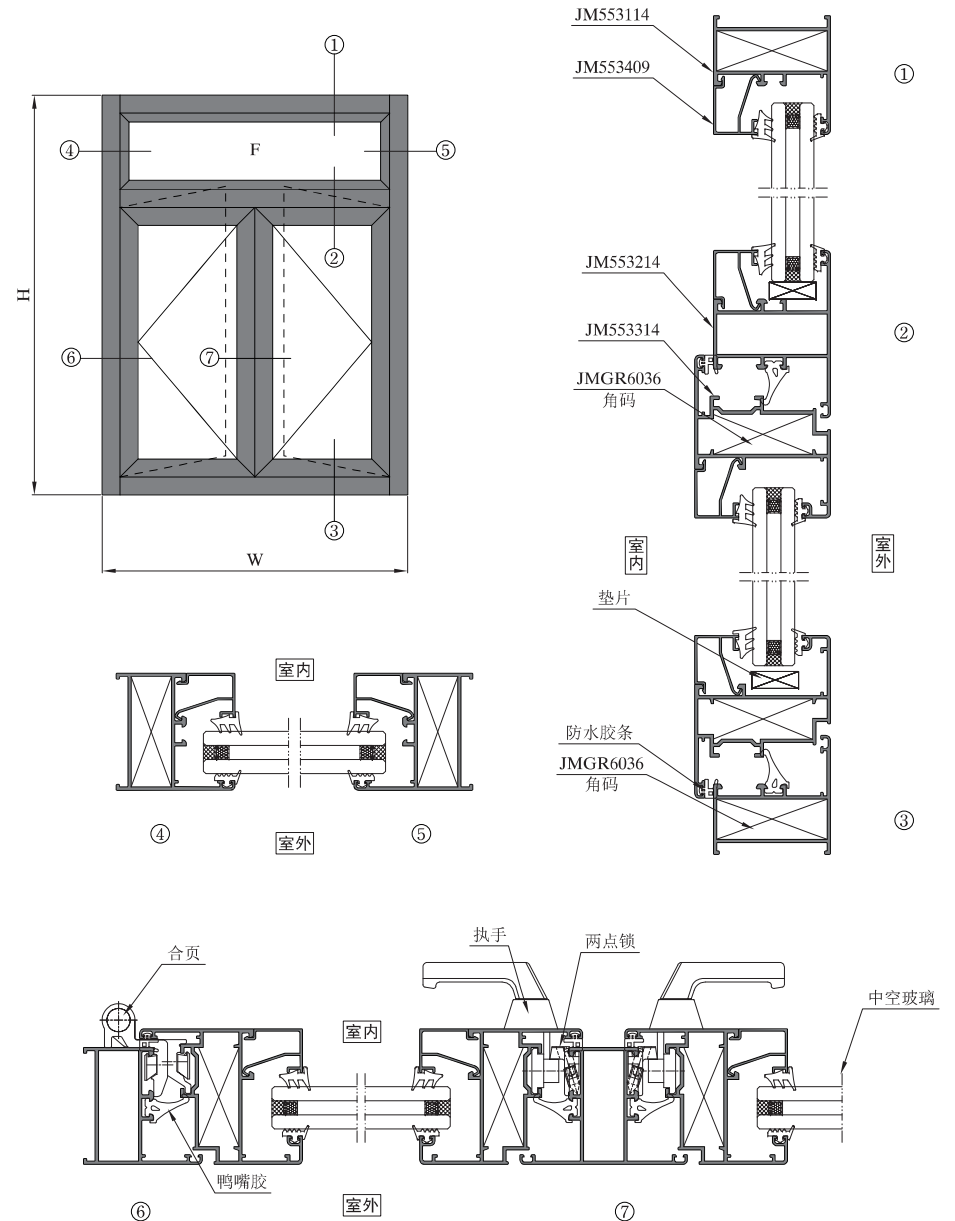 ①
H
④
F
⑤
②
⑥
⑦
③
W
JM553114
JM553409
①
JM553214
JM553314
JMGR6036
角码
②
室内
室外
垫片
防水胶条
JMGR6036
角码
③
室内
④
室外
⑤
合页
执手
两点锁
中空玻璃
室内
鸭嘴胶
室外
⑥
⑦